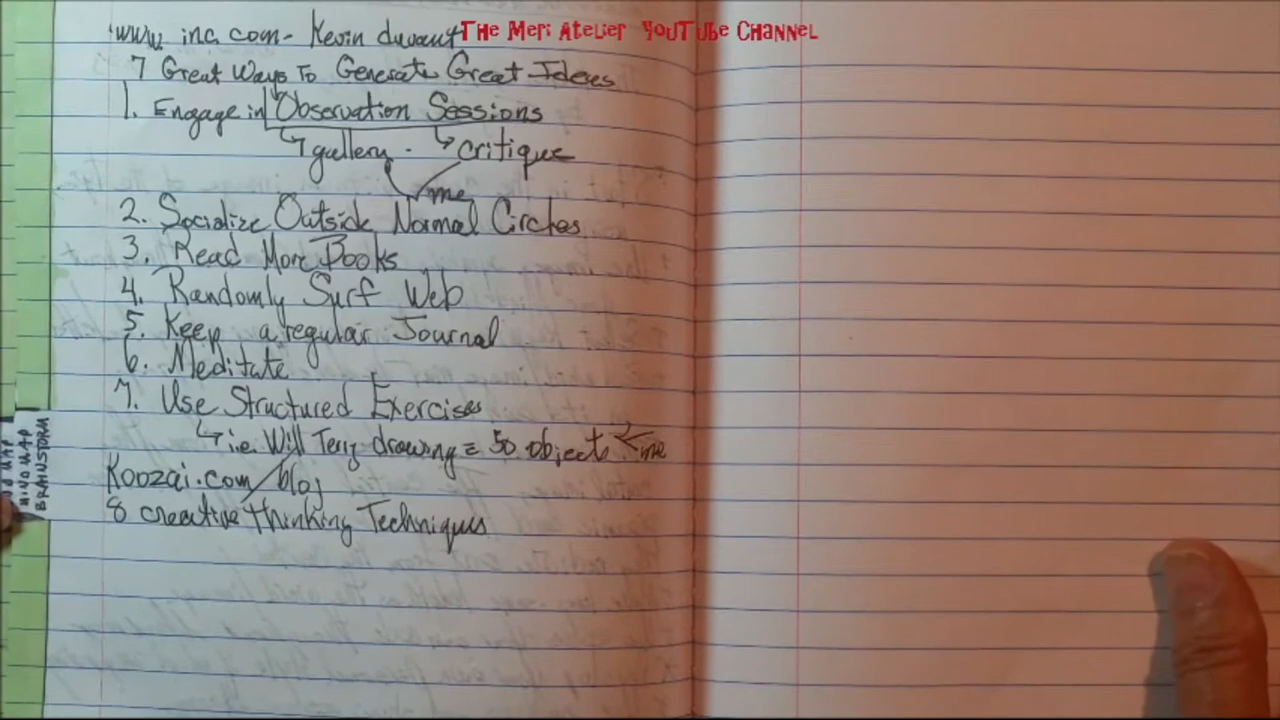 www. inc. com - Kevin duvant
The Meri Atelier YouTube Channel
7 Great Ways To Generate Great Ideas
1. Engage in Observation Sessions
gallery - critique
me
2. Socialize Outside Normal Circles
3. Read More Books
4. Randomly Surf Web
5. Keep a regular Journal
6. Meditate
7. Use Structured Exercises
i.e. Will Terry drawing = 50 objects me
Koozai.com/blog
8 creative thinking Techniques
MIND MAP
BRAINSTORM